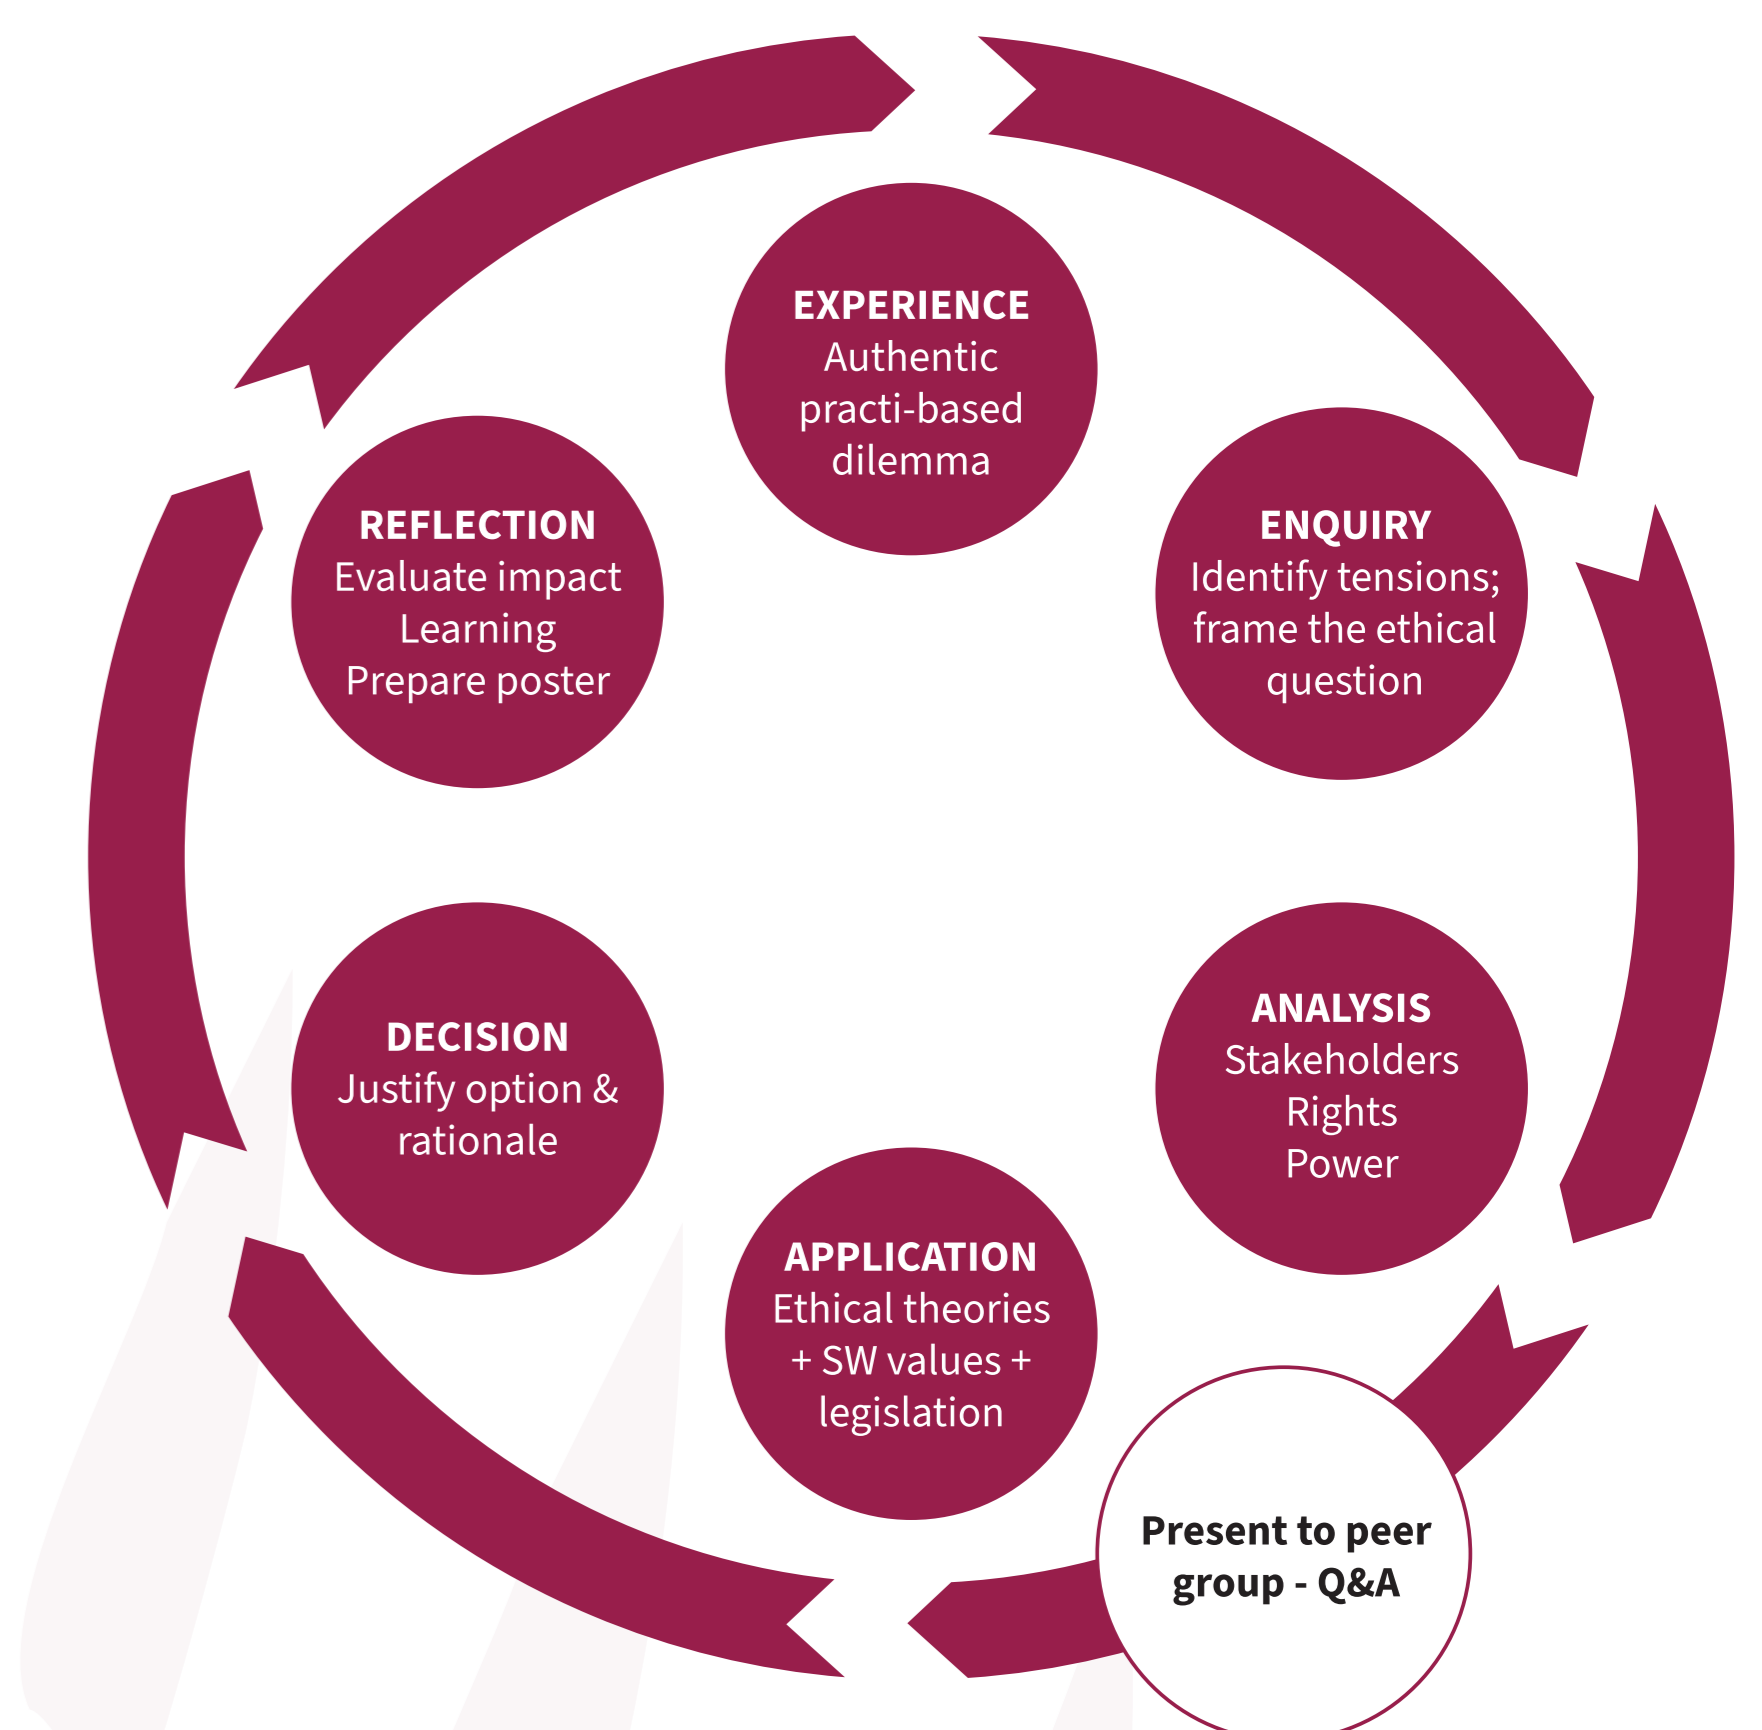 EXPERIENCE
Authentic
practi-based
dilemma
ENQUIRY
Identify tensions;
frame the ethical
question
ANALYSIS
Stakeholders
Rights
Power
Present to peer
group - Q&A
APPLICATION
Ethical theories
+ SW values +
legislation
DECISION
Justify option &
rationale
REFLECTION
Evaluate impact
Learning
Prepare poster